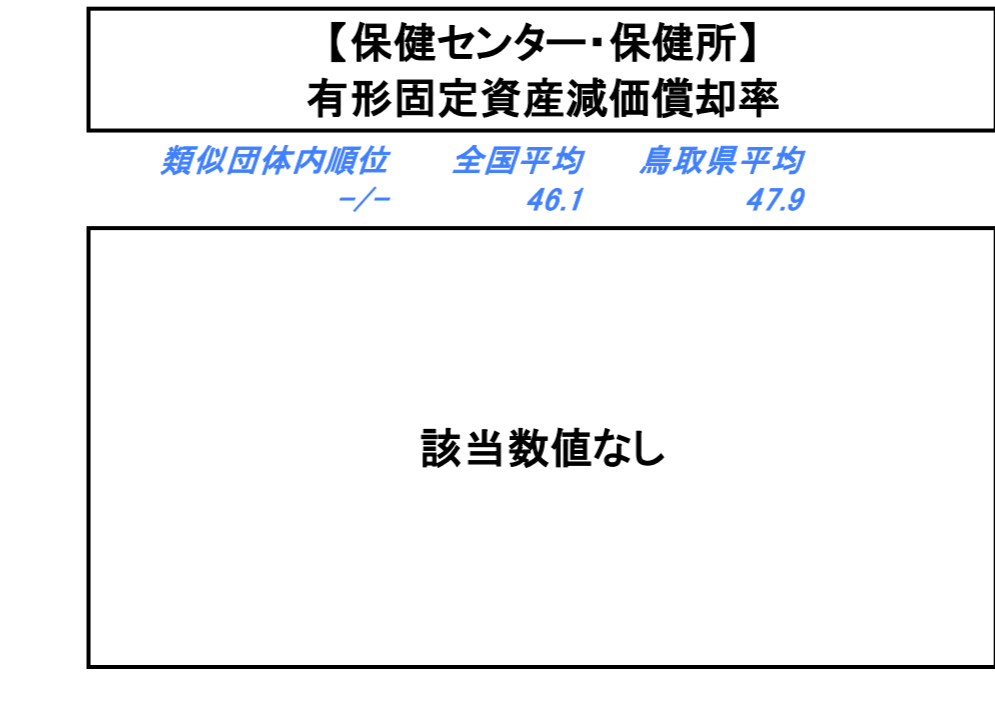 【保健センター・保健所】
有形固定資産減価償却率
類似団体内順位 全国平均 鳥取県平均
-/- 46.1 47.9
該当数値なし